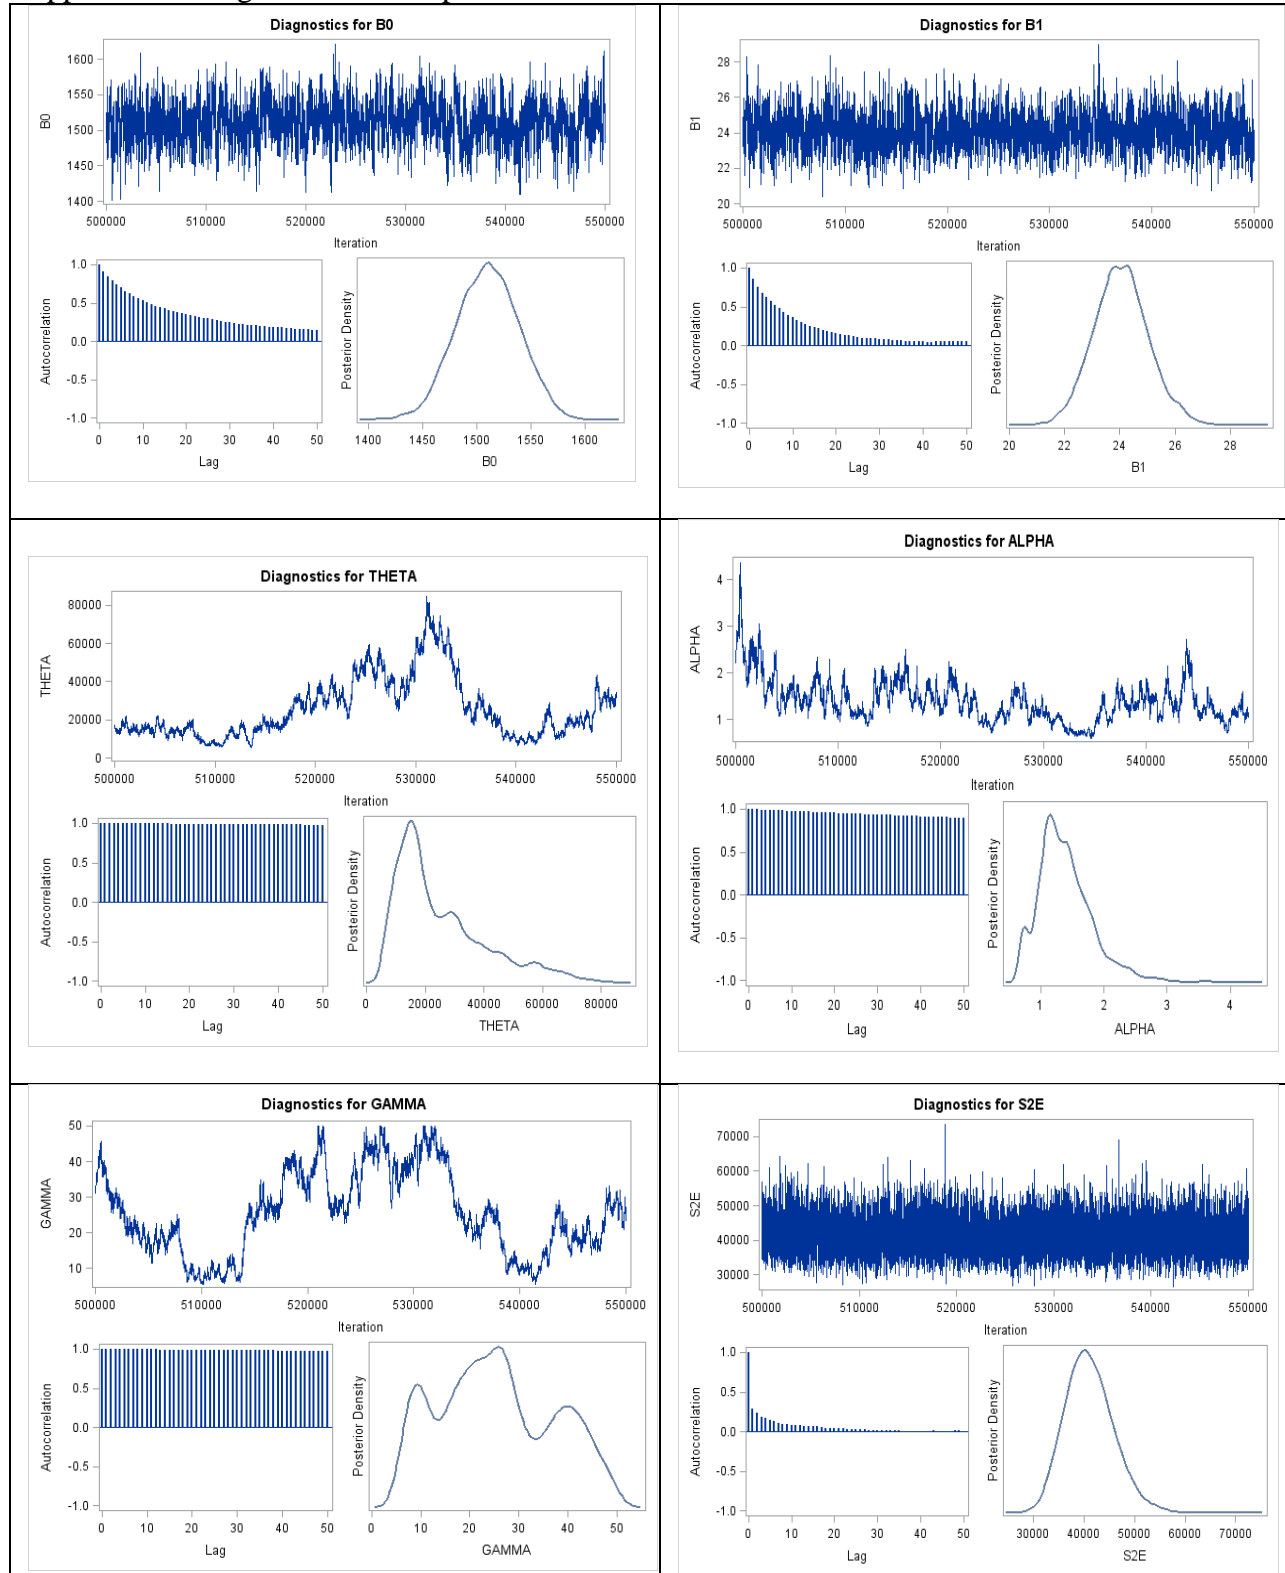 Diagnostics for B0
B0
1600
1550
1500
1450
1400
500000 510000 520000 530000 540000 550000
Iteration
Autocorrelation
1.0
0.5
0.0
-0.5
-1.0
0 10 20 30 40 50
Lag
Posterior Density
1400 1450 1500 1550 1600
B0
Diagnostics for B1
B1
28
26
24
22
20
500000 510000 520000 530000 540000 550000
Iteration
Autocorrelation
1.0
0.5
0.0
-0.5
-1.0
0 10 20 30 40 50
Lag
Posterior Density
20 22 24 26 28
B1
Diagnostics for THETA
THETA
80000
60000
40000
20000
0
500000 510000 520000 530000 540000 550000
Iteration
Autocorrelation
1.0
0.5
0.0
-0.5
-1.0
0 10 20 30 40 50
Lag
Posterior Density
0 20000 40000 60000 80000
THETA
Diagnostics for ALPHA
ALPHA
4
3
2
1
500000 510000 520000 530000 540000 550000
Iteration
Autocorrelation
1.0
0.5
0.0
-0.5
-1.0
0 10 20 30 40 50
Lag
Posterior Density
1 2 3 4
ALPHA
Diagnostics for GAMMA
GAMMA
50
40
30
20
10
500000 510000 520000 530000 540000 550000
Iteration
Autocorrelation
1.0
0.5
0.0
-0.5
-1.0
0 10 20 30 40 50
Lag
Posterior Density
0 10 20 30 40 50
GAMMA
Diagnostics for S2E
S2E
70000
60000
50000
40000
30000
500000 510000 520000 530000 540000 550000
Iteration
Autocorrelation
1.0
0.5
0.0
-0.5
-1.0
0 10 20 30 40 50
Lag
Posterior Density
30000 40000 50000 60000 70000
S2E